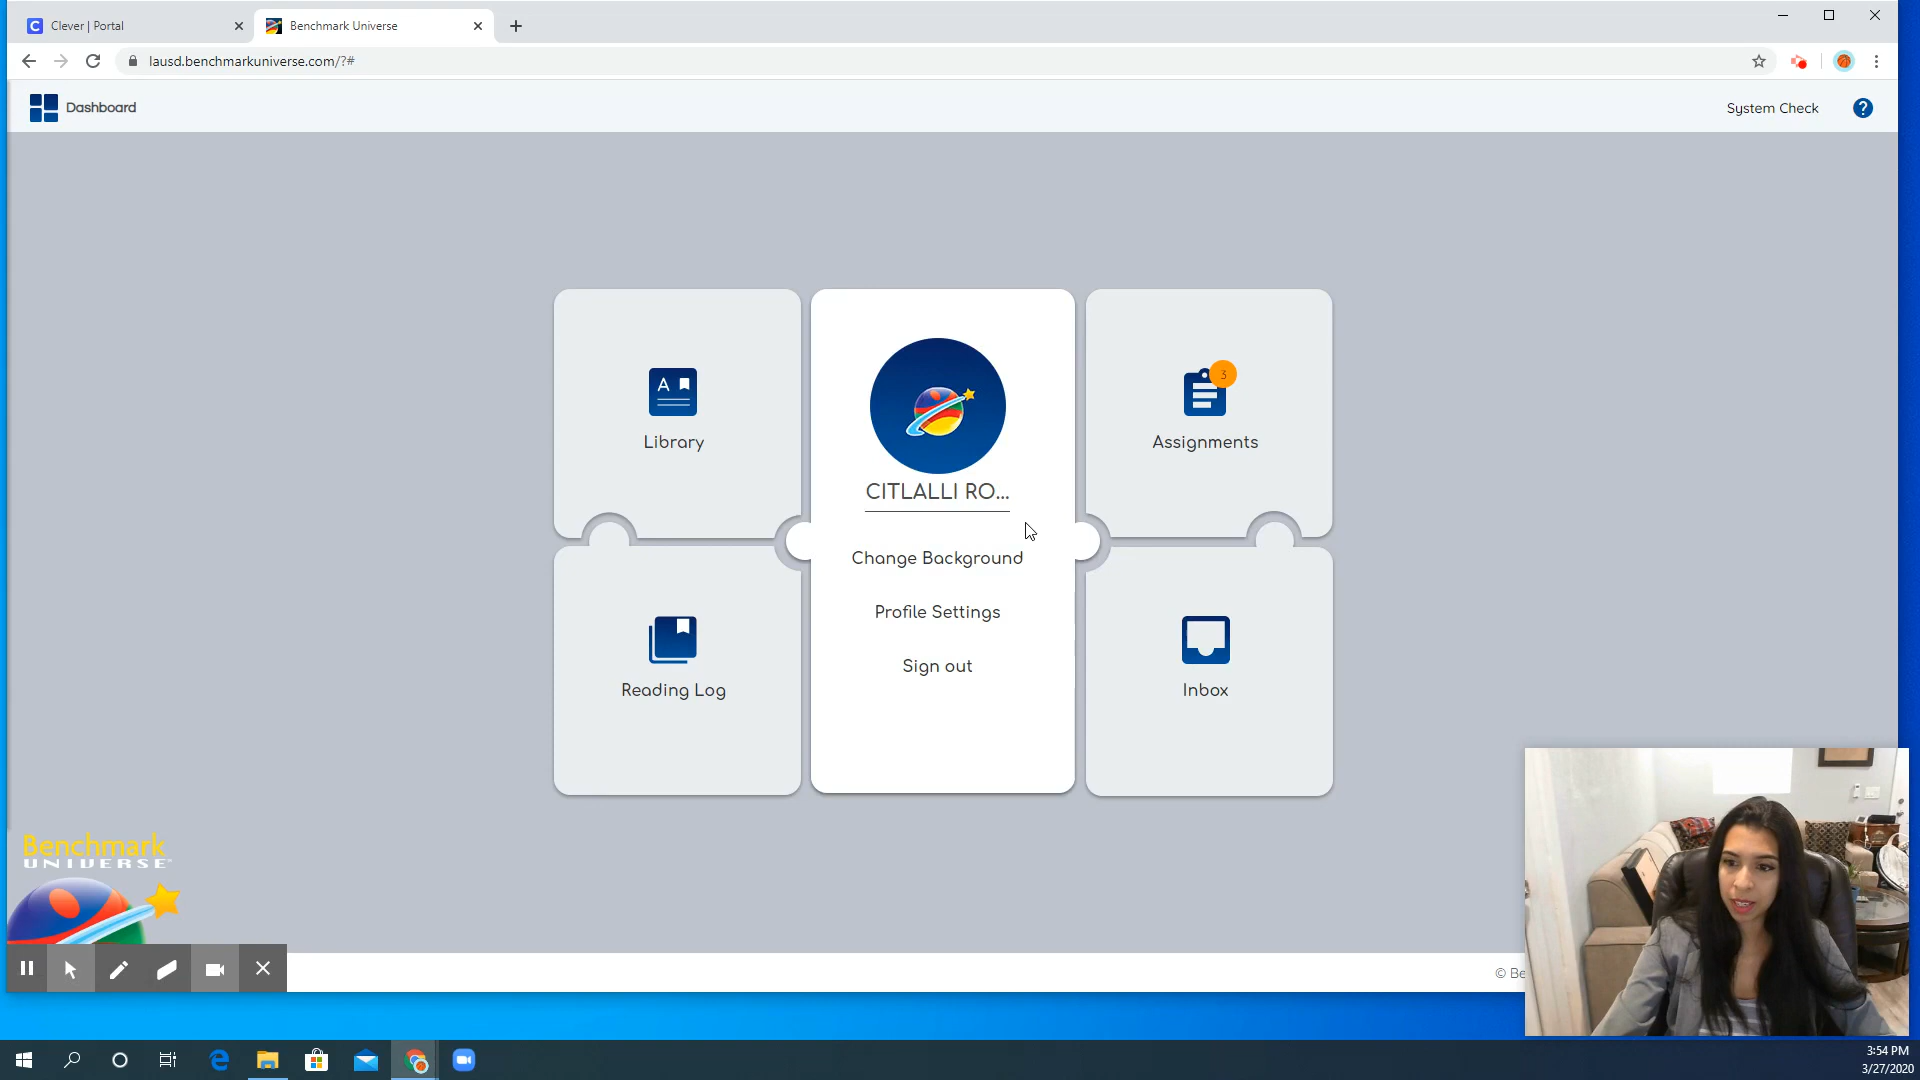 Clever | Portal
Benchmark Universe
lausd.benchmarkuniverse.com/?#
Dashboard
System Check
?
A
Library
CITLALLI RO...
Change Background
Profile Settings
Sign out
3
Assignments
Reading Log
Inbox
Benchmark
UNIVERSE
© Be
3:54 PM
3/27/2020